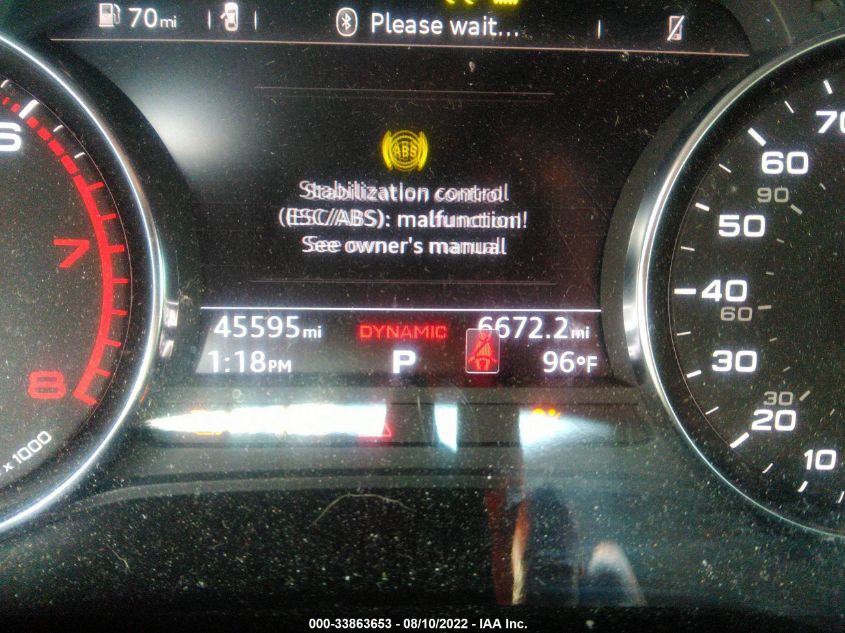 70mi Please wait...
ABS
Stabilization control
(ESC/ABS): malfunction!
See owner's manual
45595mi DYNAMIC 6672.2mi
1:18PM P 96°F
6
7
8
x 1000
70
60
90
50
40
60
30
30
20
10
000-33863653 - 08/10/2022 - IAA Inc.